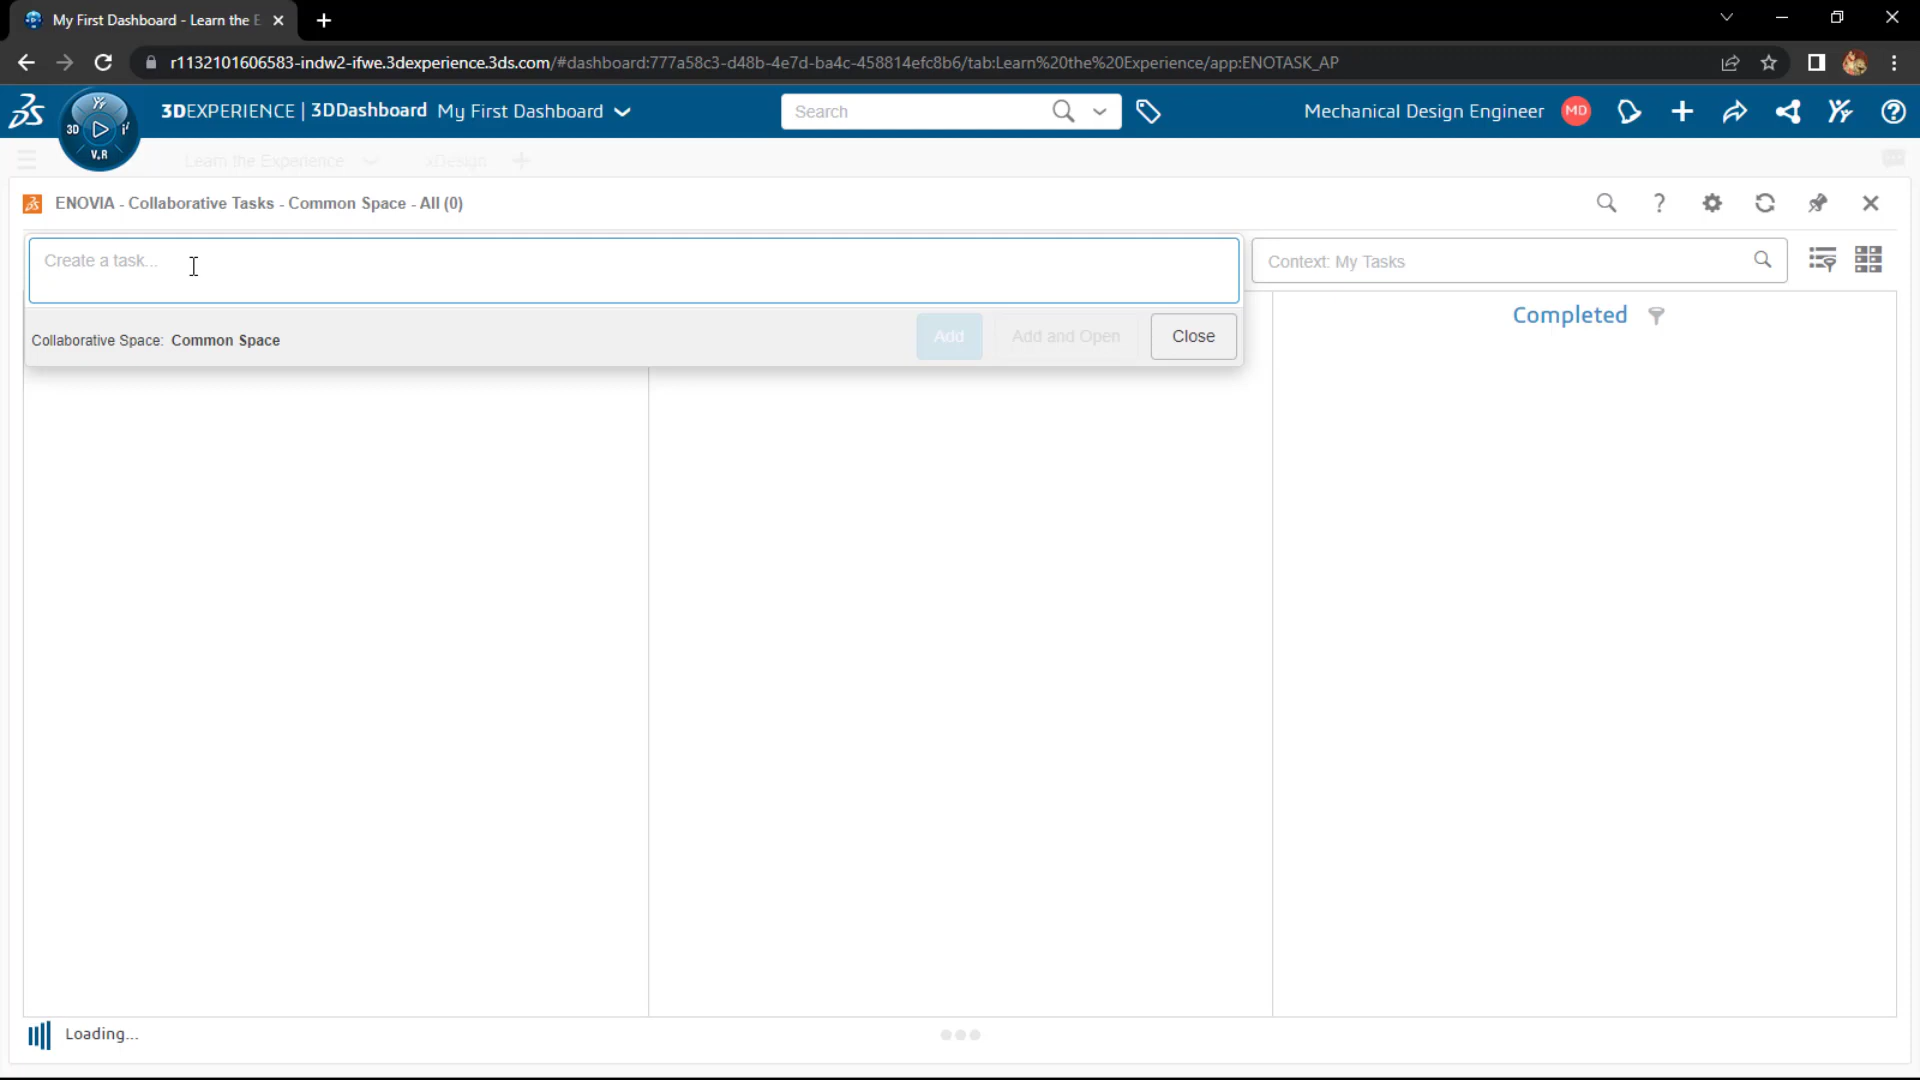 My First Dashboard - Learn the E
r1132101606583-indw2-ifwe.3dexperience.3ds.com/#dashboard:777a58c3-d48b-4e7d-ba4c-458814efc8b6/tab:Learn%20the%20Experience/app:ENOTASK_AP
3D
V.R
3DEXPERIENCE | 3DDashboard My First Dashboard
Search
Mechanical Design Engineer
MD
Learn the Experience
xDesign
ENOVIA - Collaborative Tasks - Common Space - All (0)
Create a task...
Context: My Tasks
Collaborative Space: Common Space
Add
Add and Open
Close
Completed
Loading...